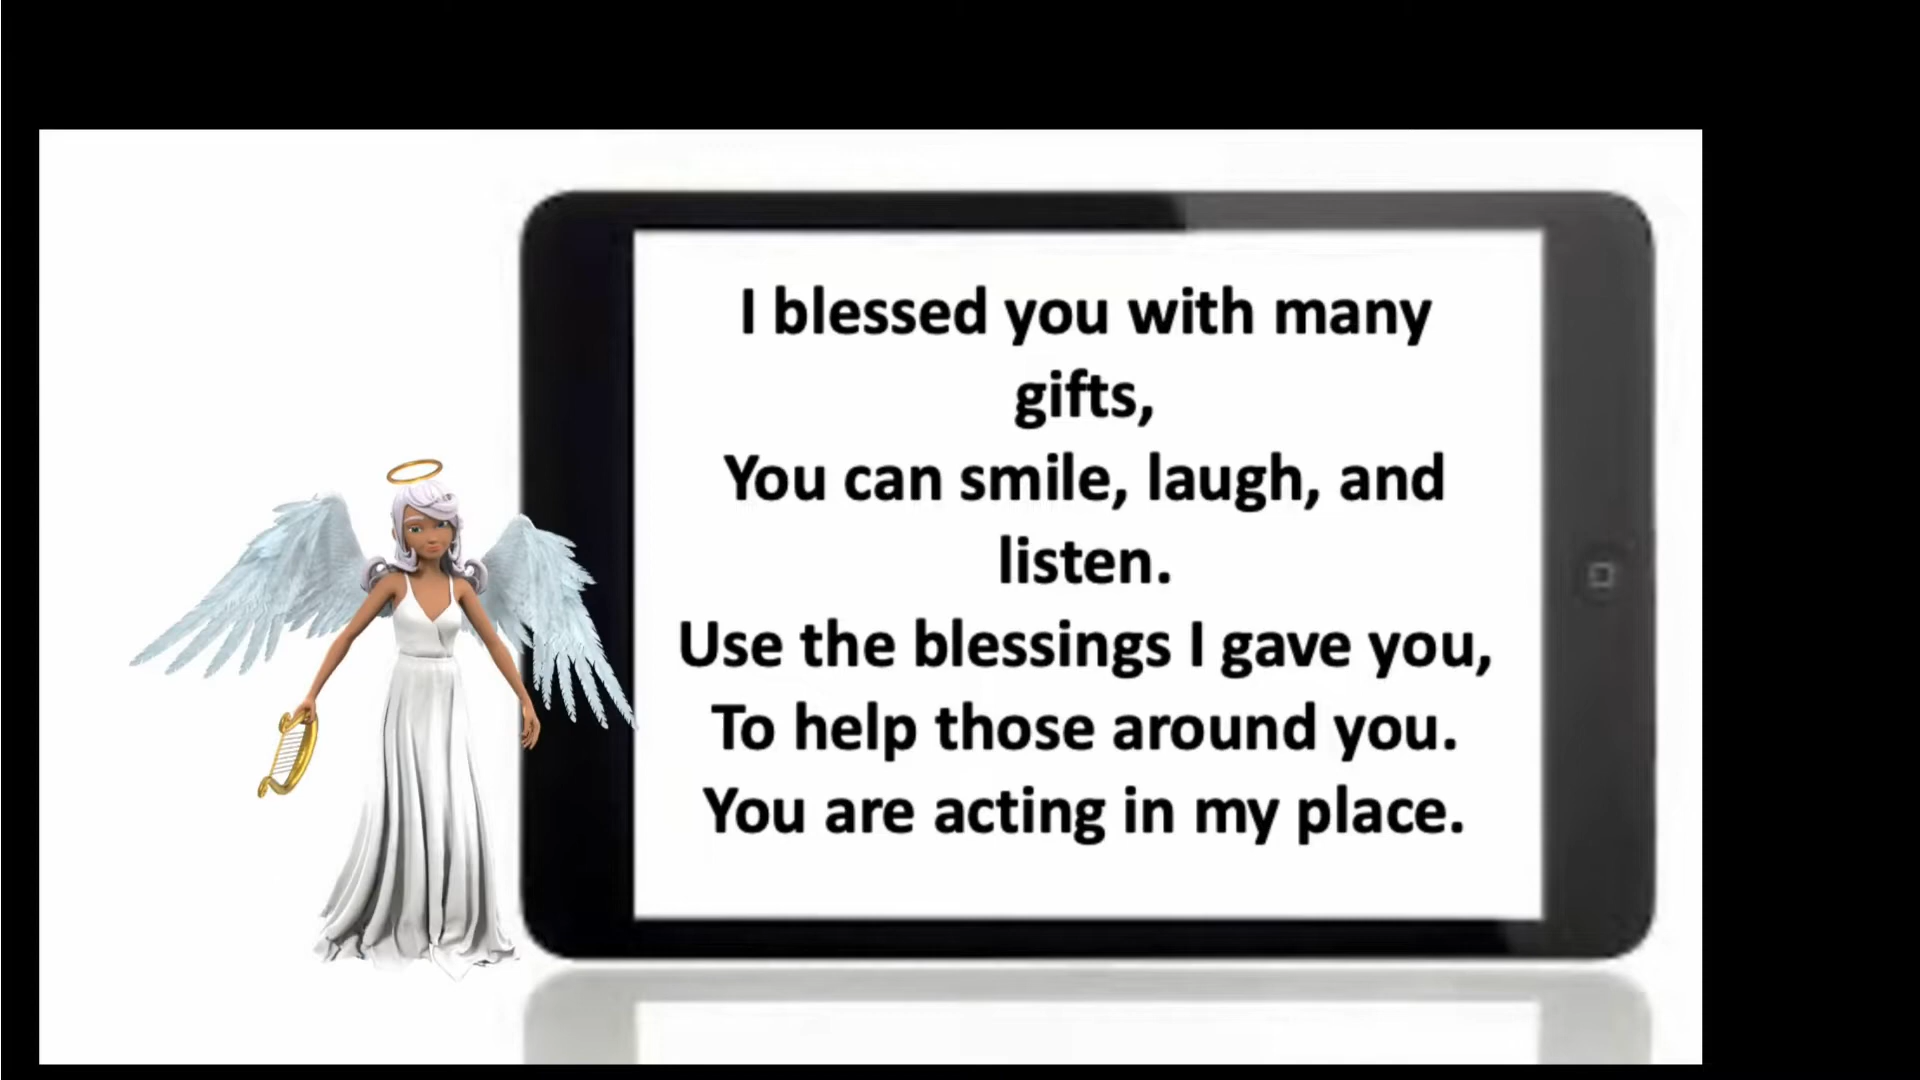 I blessed you with many
gifts,
You can smile, laugh, and
listen.
Use the blessings I gave you,
To help those around you.
You are acting in my place.